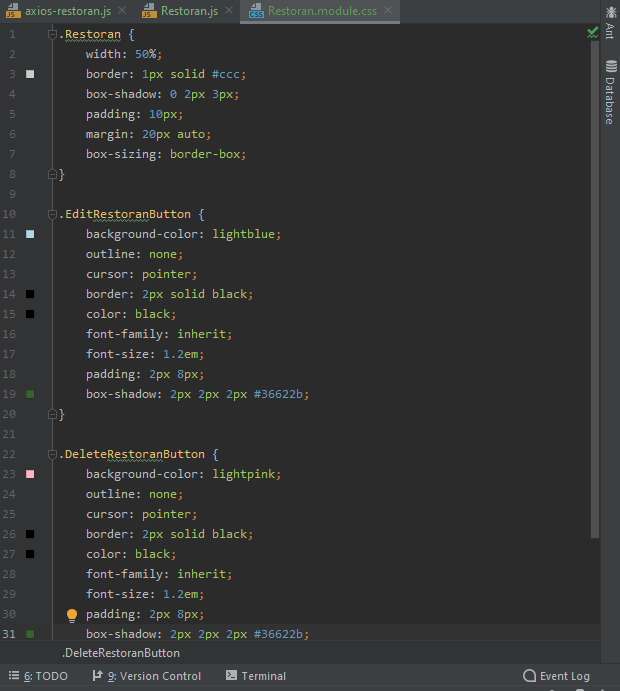 axios-restoran.js Restoran.js Restoran.module.css
1 .Restoran {
2 width: 50%;
3 border: 1px solid #ccc;
4 box-shadow: 0 2px 3px;
5 padding: 10px;
6 margin: 20px auto;
7 box-sizing: border-box;
8 }
9
10 .EditRestoranButton {
11 background-color: lightblue;
12 outline: none;
13 cursor: pointer;
14 border: 2px solid black;
15 color: black;
16 font-family: inherit;
17 font-size: 1.2em;
18 padding: 2px 8px;
19 box-shadow: 2px 2px 2px #36622b;
20 }
21
22 .DeleteRestoranButton {
23 background-color: lightpink;
24 outline: none;
25 cursor: pointer;
26 border: 2px solid black;
27 color: black;
28 font-family: inherit;
29 font-size: 1.2em;
30 padding: 2px 8px;
31 box-shadow: 2px 2px 2px #36622b;
.DeleteRestoranButton
6: TODO 9: Version Control Terminal Event Log
Ant
Database
JS
JS
CSS